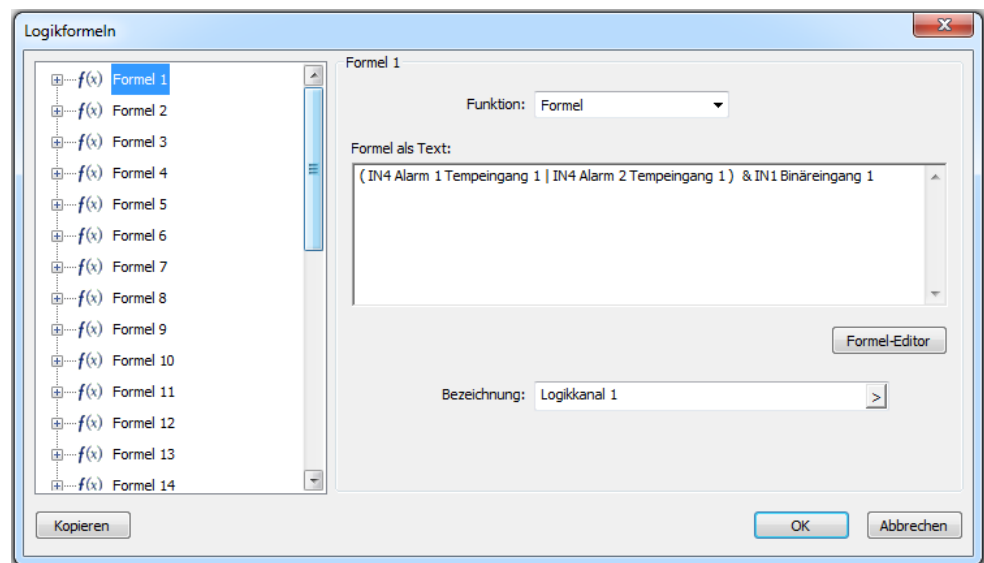 Logikformeln
f(x) Formel 1
f(x) Formel 2
f(x) Formel 3
f(x) Formel 4
f(x) Formel 5
f(x) Formel 6
f(x) Formel 7
f(x) Formel 8
f(x) Formel 9
f(x) Formel 10
f(x) Formel 11
f(x) Formel 12
f(x) Formel 13
f(x) Formel 14
Formel 1
Funktion: Formel
Formel als Text:
( IN4 Alarm 1 Tempeingang 1 | IN4 Alarm 2 Tempeingang 1 ) & IN1 Binäreingang 1
Formel-Editor
Bezeichnung: Logikkanal 1 >
Kopieren OK Abbrechen